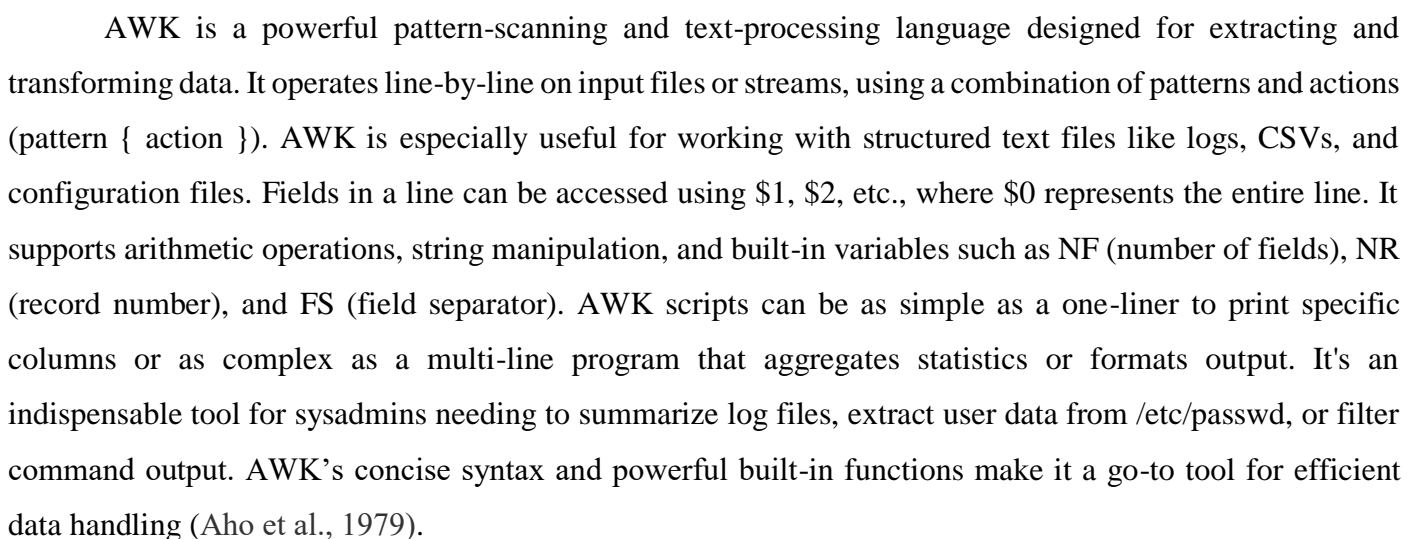 AWK is a powerful pattern-scanning and text-processing language designed for extracting and
transforming data. It operates line-by-line on input files or streams, using a combination of patterns and actions
(pattern { action }). AWK is especially useful for working with structured text files like logs, CSVs, and
configuration files. Fields in a line can be accessed using $1, $2, etc., where $0 represents the entire line. It
supports arithmetic operations, string manipulation, and built-in variables such as NF (number of fields), NR
(record number), and FS (field separator). AWK scripts can be as simple as a one-liner to print specific
columns or as complex as a multi-line program that aggregates statistics or formats output. It's an
indispensable tool for sysadmins needing to summarize log files, extract user data from /etc/passwd, or filter
command output. AWK’s concise syntax and powerful built-in functions make it a go-to tool for efficient
data handling (Aho et al., 1979).